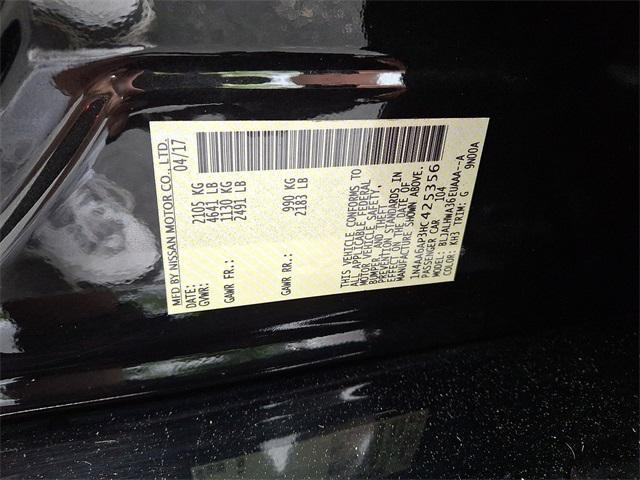 MFD BY NISSAN MOTOR CO., LTD.
DATE: 04/17
GVWR: 2105 KG
4641 LB
GAWR FR.: 1130 KG
2491 LB
GAWR RR.: 990 KG
2183 LB
THIS VEHICLE CONFORMS TO
ALL APPLICABLE FEDERAL
MOTOR VEHICLE SAFETY,
BUMPER, AND THEFT
PREVENTION STANDARDS IN
EFFECT ON THE DATE OF
MANUFACTURE SHOWN ABOVE.
1N4AA6AP3HC425356
PASSENGER CAR 104
MODEL: BLJALHWA36EUAAA--A
COLOR: KH3 TRIM: G 9N00A